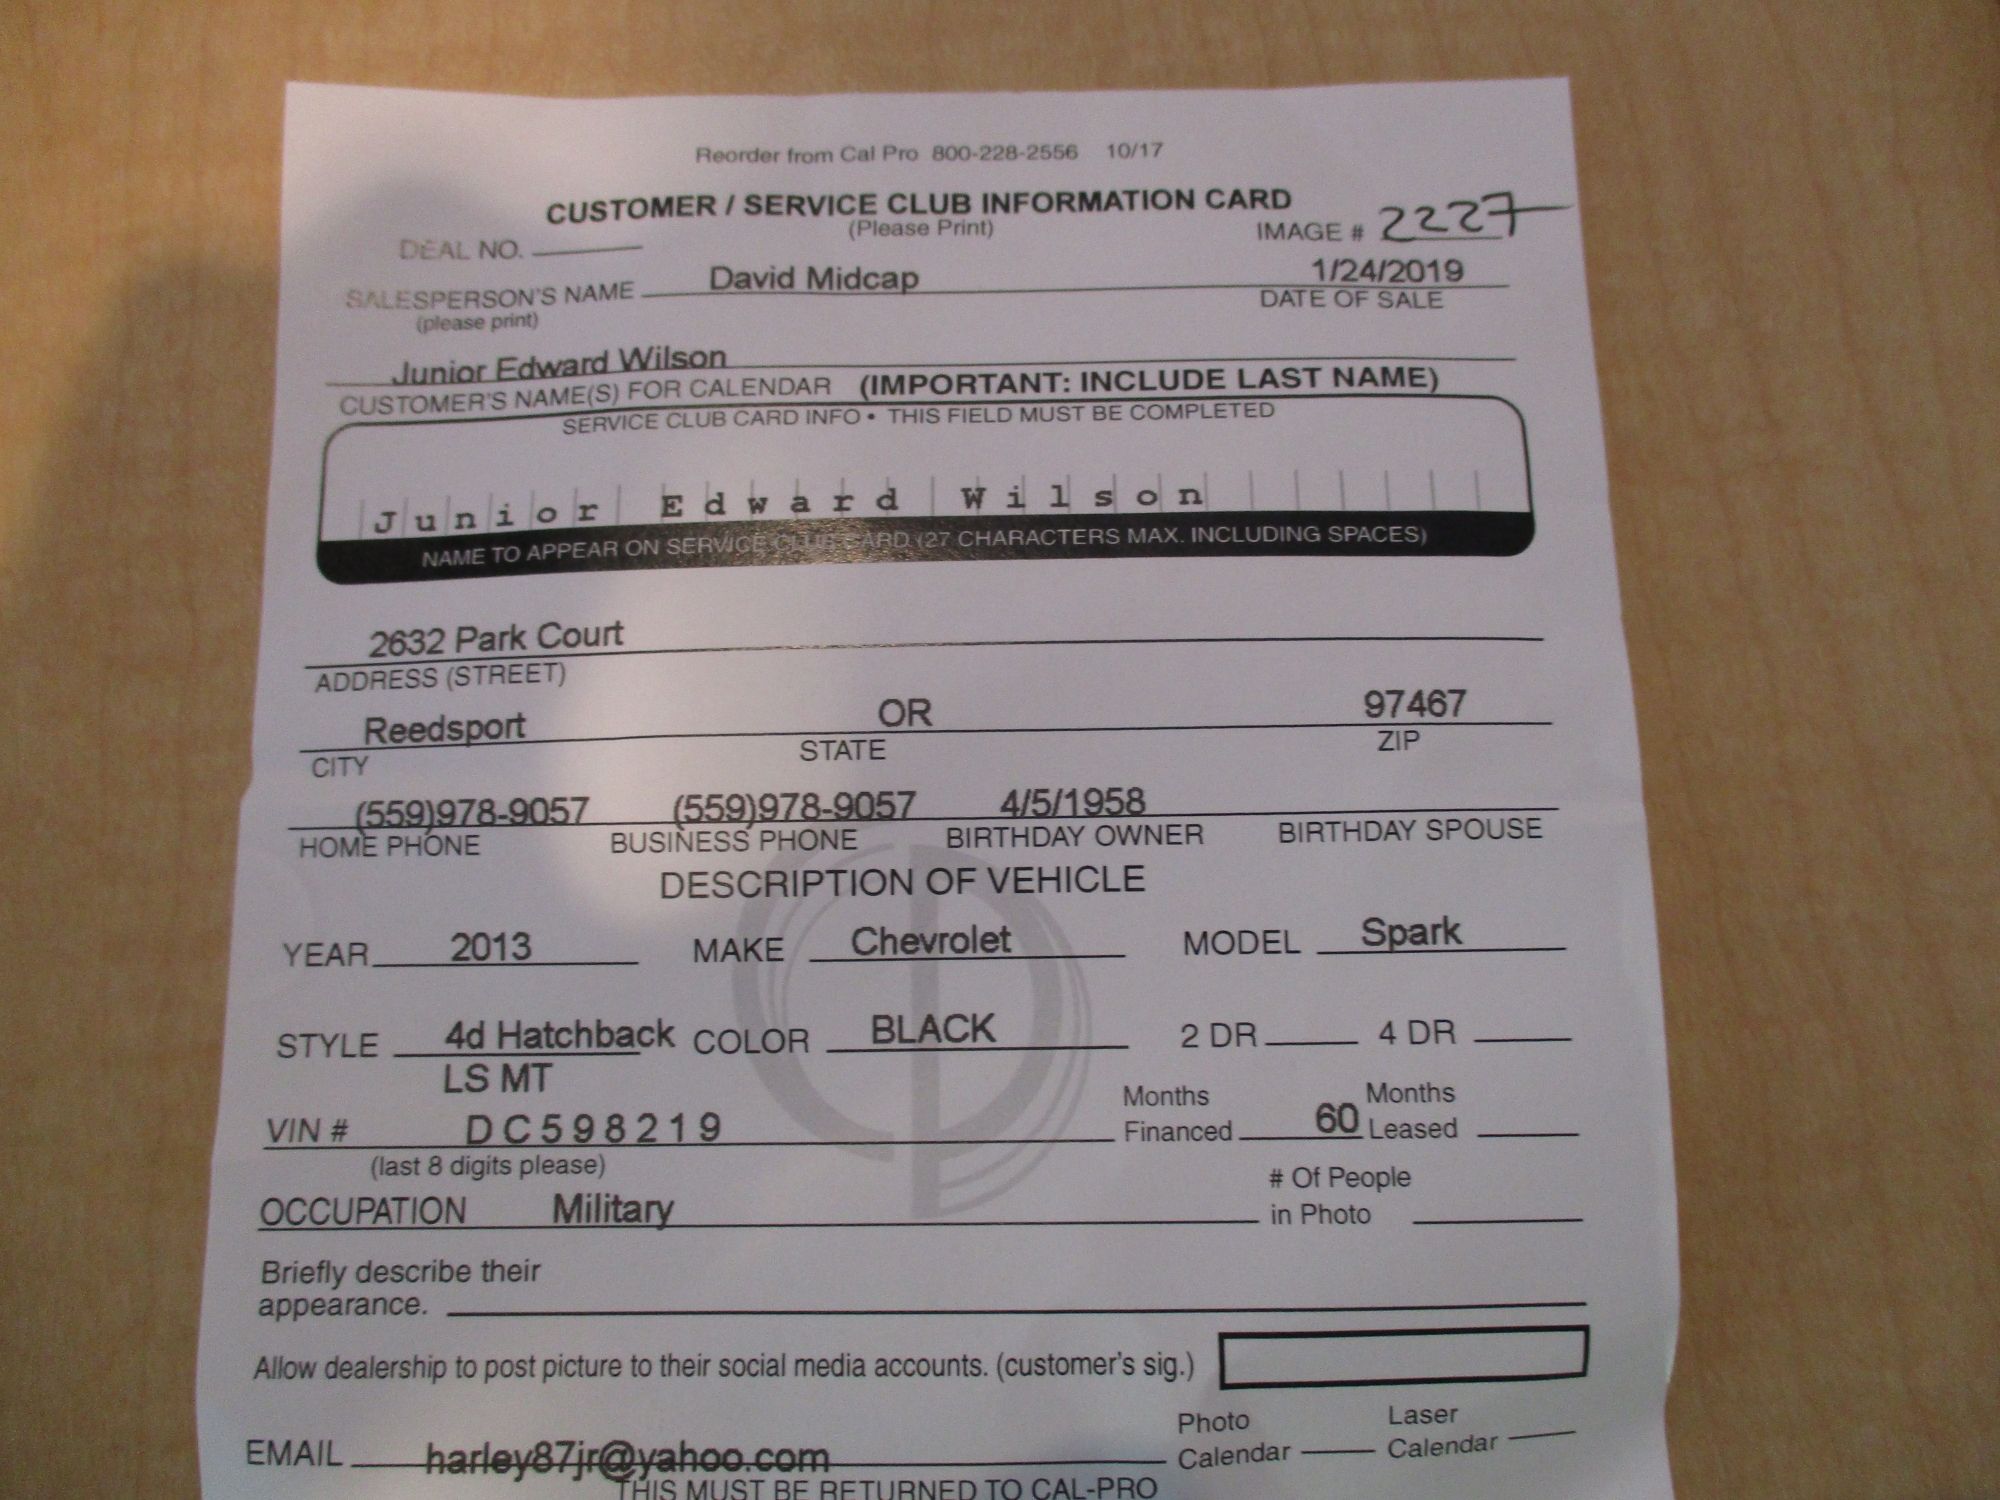 Reorder from Cal Pro 800-228-2556 10/17
CUSTOMER / SERVICE CLUB INFORMATION CARD
(Please Print)
DEAL NO.
IMAGE # 2227
SALESPERSON'S NAME David Midcap 1/24/2019
(please print) DATE OF SALE
Junior Edward Wilson
CUSTOMER'S NAME(S) FOR CALENDAR (IMPORTANT: INCLUDE LAST NAME)
SERVICE CLUB CARD INFO • THIS FIELD MUST BE COMPLETED
Junior Edward Wilson
NAME TO APPEAR ON SERVICE CLUB CARD (27 CHARACTERS MAX. INCLUDING SPACES)
2632 Park Court
ADDRESS (STREET)
Reedsport OR 97467
CITY STATE ZIP
(559)978-9057 (559)978-9057 4/5/1958
HOME PHONE BUSINESS PHONE BIRTHDAY OWNER BIRTHDAY SPOUSE
DESCRIPTION OF VEHICLE
YEAR 2013 MAKE Chevrolet MODEL Spark
STYLE 4d Hatchback COLOR BLACK 2 DR 4 DR
LS MT
Months Months
VIN # DC598219 Financed 60 Leased
(last 8 digits please)
# Of People
OCCUPATION Military in Photo
Briefly describe their
appearance.
Allow dealership to post picture to their social media accounts. (customer's sig.)
Photo Laser
EMAIL harley87jr@yahoo.com Calendar Calendar
THIS MUST BE RETURNED TO CAL-PRO